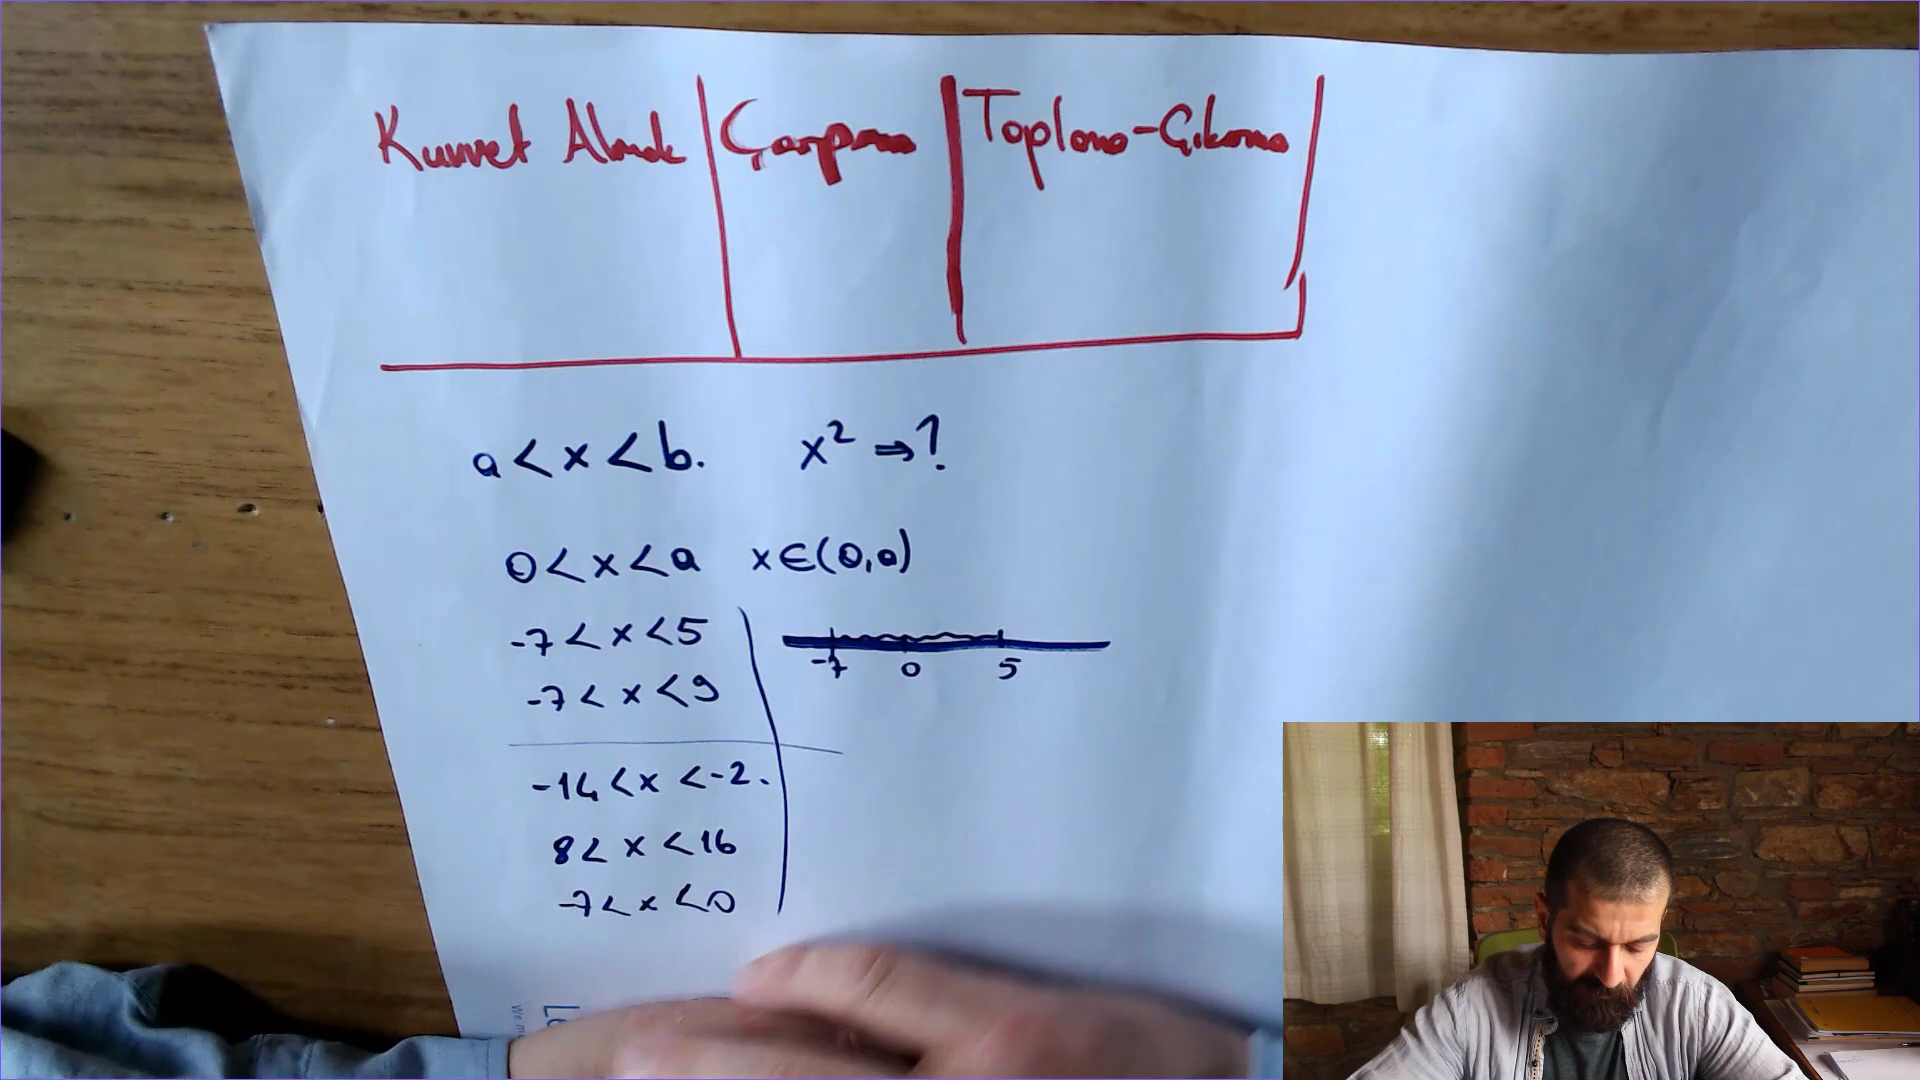 Kuvvet Almak Çarpma Toplama-Çıkarma
a < x < b. x² ⇒ ?
0 < x < a x ∈ (0, a)
-7 < x < 5
-7 0 5
-7 < x < 9
-14 < x < -2.
8 < x < 16
-7 < x < 0